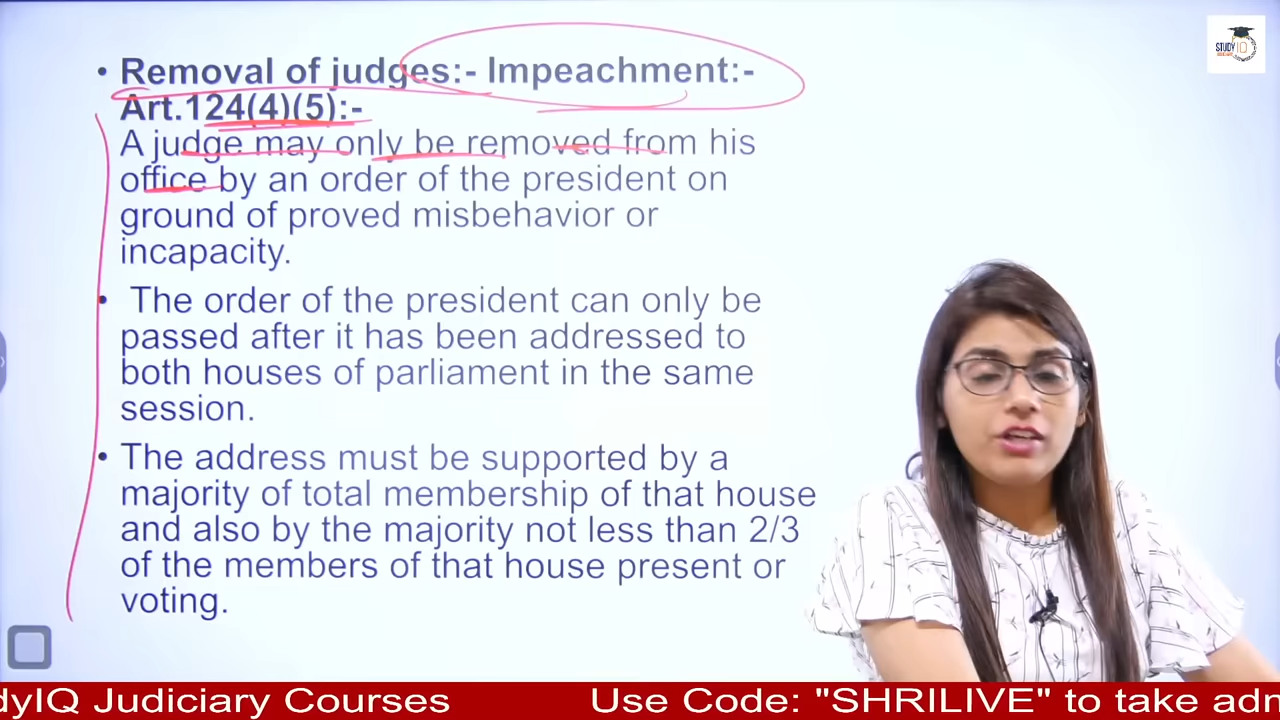 STUDY IQ
• Removal of judges:- Impeachment:-
Art.124(4)(5):-
A judge may only be removed from his
office by an order of the president on
ground of proved misbehavior or
incapacity.
• The order of the president can only be
passed after it has been addressed to
both houses of parliament in the same
session.
• The address must be supported by a
majority of total membership of that house
and also by the majority not less than 2/3
of the members of that house present or
voting.
dyIQ Judiciary Courses Use Code: "SHRILIVE" to take adm